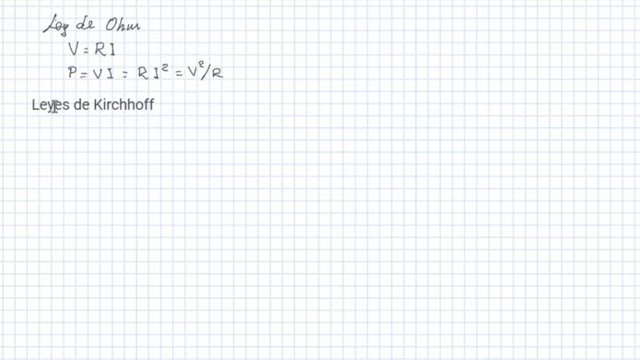 Ley de Ohm
V = R I
P = V I = R I² = V²/R
Leyes de Kirchhoff